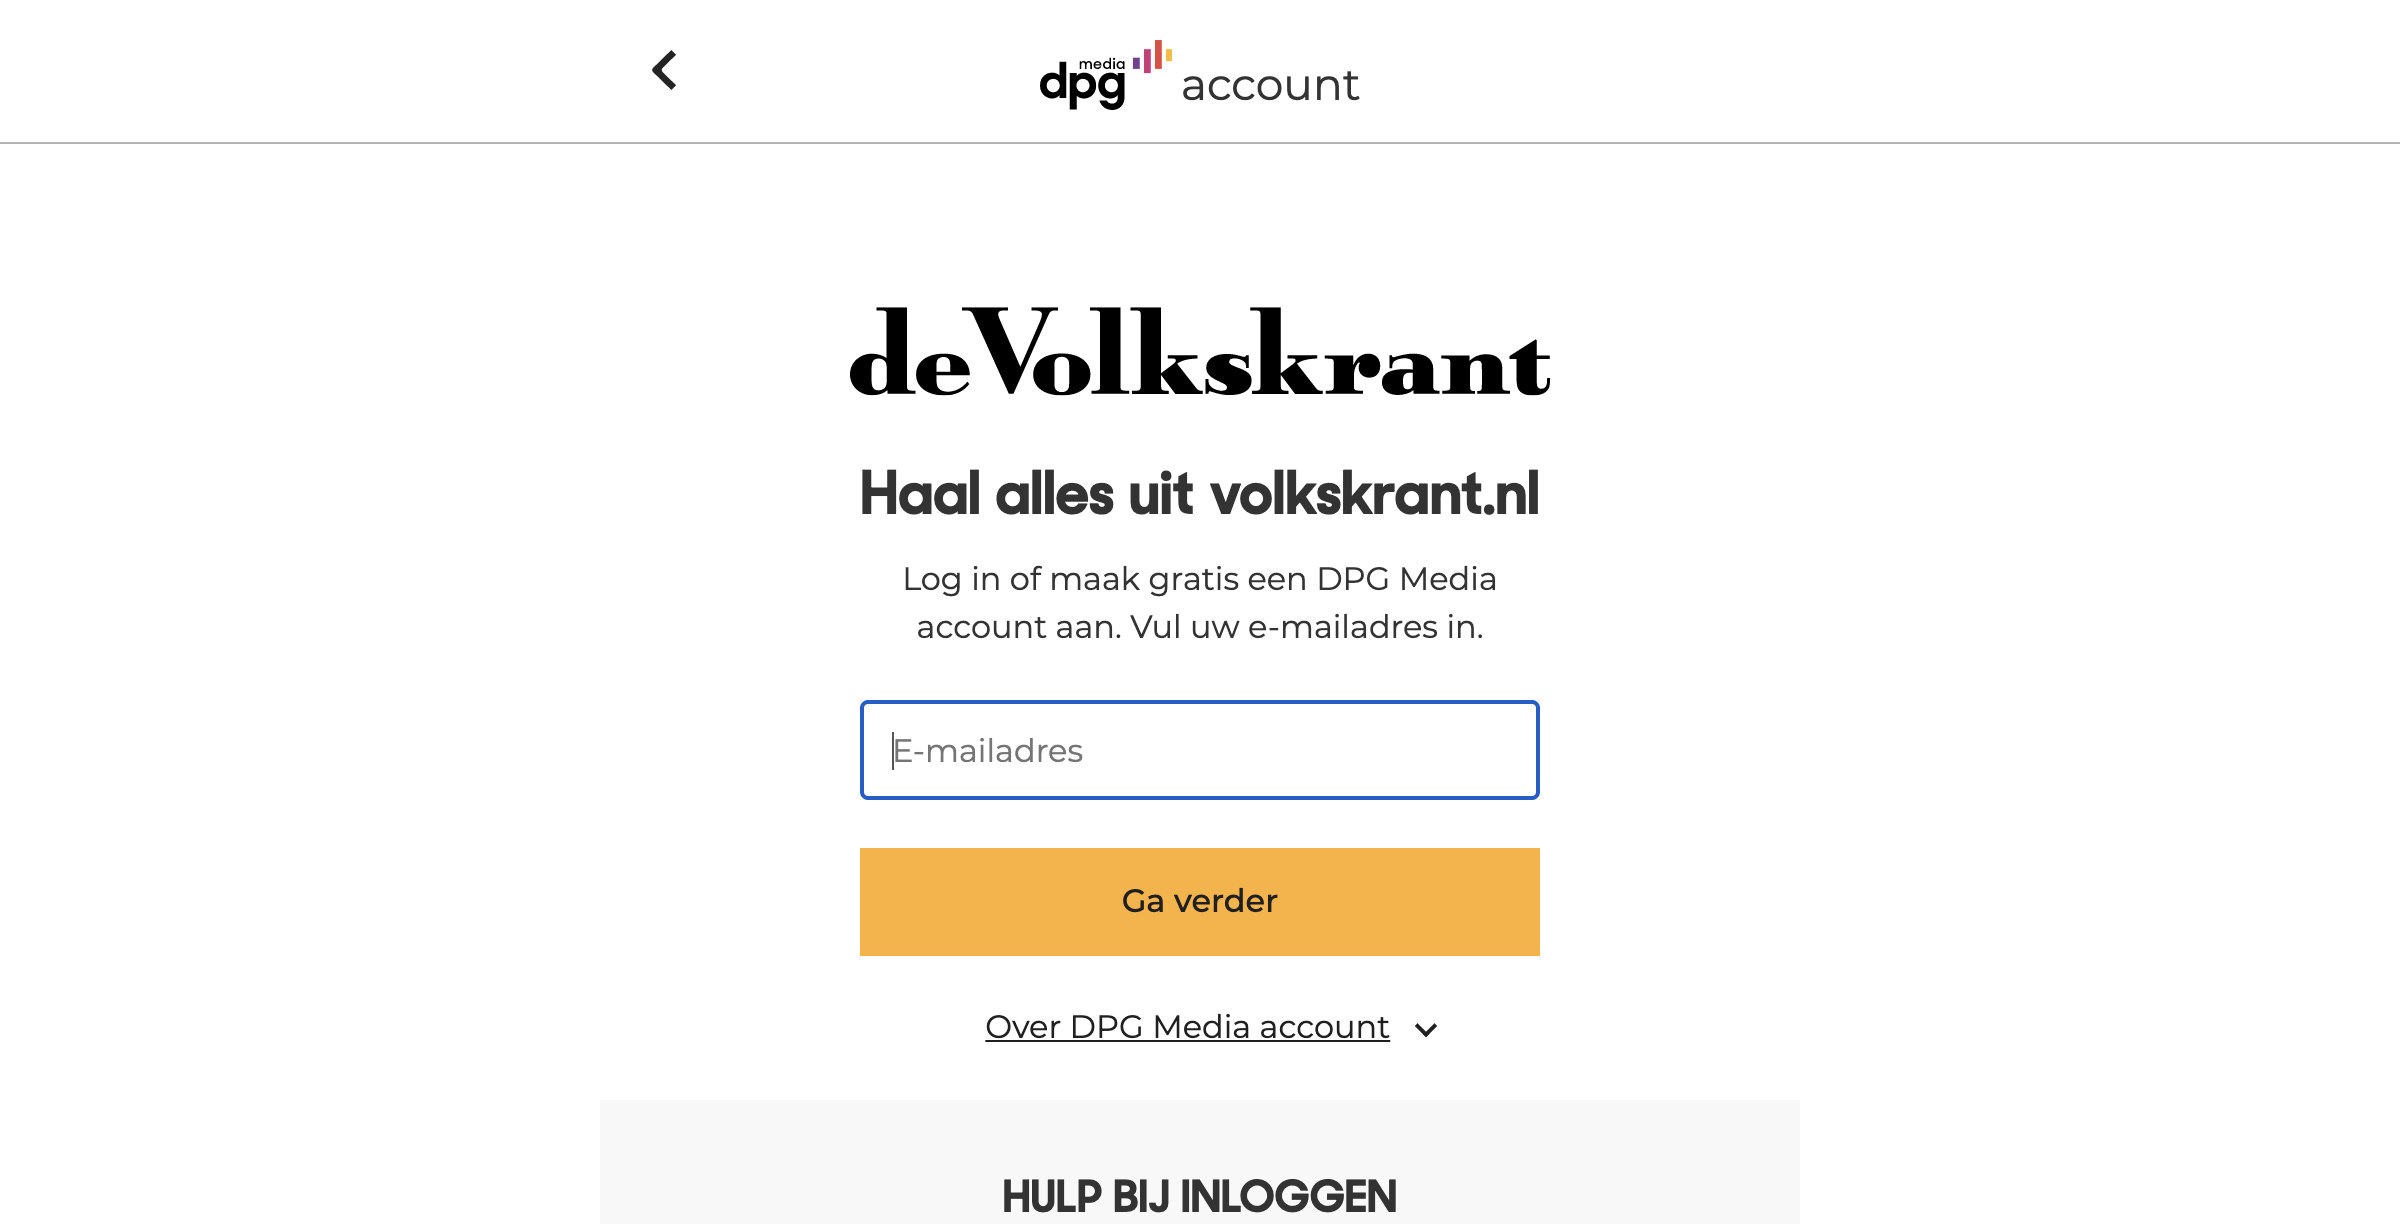 dpg media account
deVolkskrant
Haal alles uit volkskrant.nl
Log in of maak gratis een DPG Media
account aan. Vul uw e-mailadres in.
E-mailadres
Ga verder
Over DPG Media account
HULP BIJ INLOGGEN